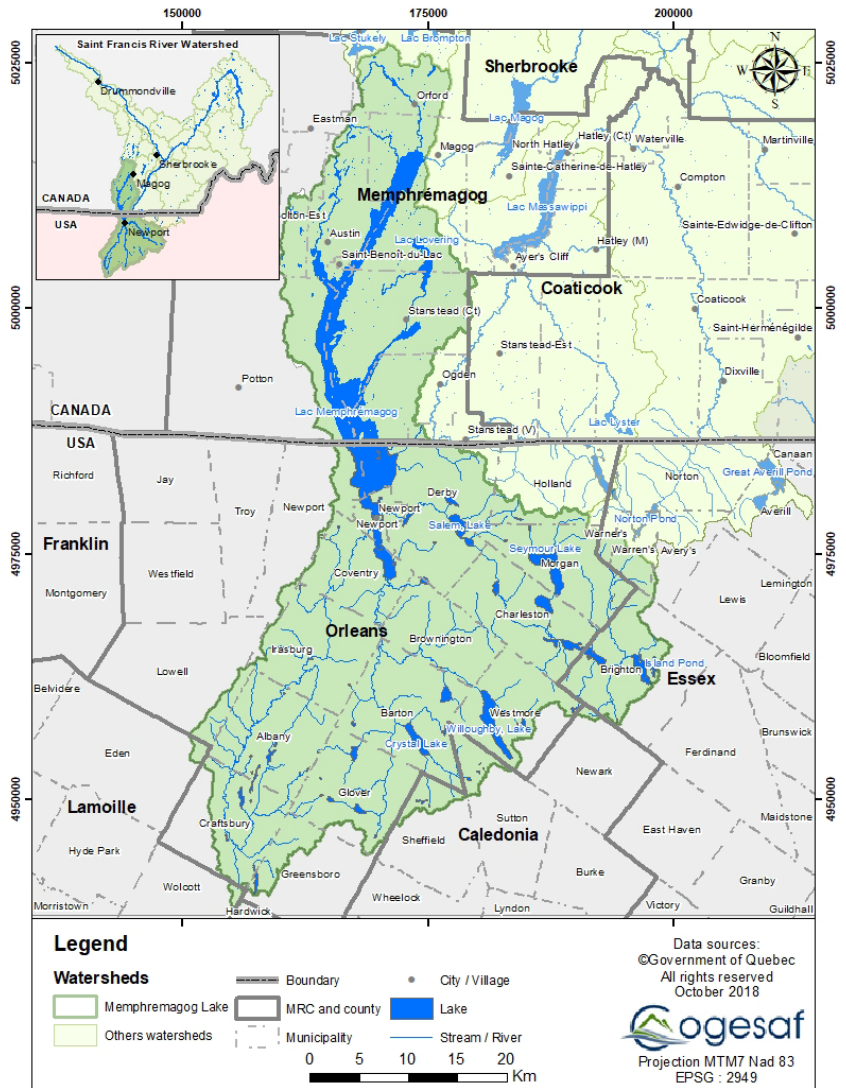 150000
175000
200000
5025000
5025000
Saint Francis River Watershed
Drummondville
Sherbrooke
Magog
CANADA
USA
Newport
Lac Stukely
Lac Brompton
Sherbrooke
N
W
E
S
Orford
Eastman
Lac Magog
Magog
North Hatley
Hatley (Ct)
Waterville
Martinville
Sainte-Catherine-de-Hatley
Compton
Memphrémagog
Lac Massawippi
Sainte-Edwidge-de-Clifton
olton-Est
Austin
Lac Lovering
Hatley (M)
Saint-Benoît-du-Lac
Ayer's Cliff
5000000
5000000
Coaticook
Coaticook
Stanstead (Ct)
Saint-Herménégilde
Stanstead-Est
Potton
Ogden
Dixville
CANADA
Lac Memphrémagog
Lac Lyster
USA
Stanstead (V)
Canaan
Richford
Jay
Holland
Norton
Great Averill Pond
Derby
Newport
Newport
Troy
Newport
Salem, Lake
Norton Pond
Averill
Warner's
Franklin
Seymour Lake
Warren's
Avery's
4975000
4975000
Westfield
Coventry
Morgan
Lemington
Montgomery
Lewis
Charleston
Orleans
Brownington
Irasburg
Bloomfield
Lowell
Island Pond
Brighton
Essex
Belvidere
Barton
Westmore
Brunswick
Albany
Crystal Lake
Willoughby, Lake
Eden
Ferdinand
Newark
4950000
4950000
Lamoille
Glover
Maidstone
Craftsbury
Sutton
Caledonia
East Haven
Hyde Park
Sheffield
Greensboro
Burke
Wolcott
Granby
Wheelock
Morristown
Hardwick
Lyndon
Victory
Guildhall
Legend
Watersheds
Memphremagog Lake
Others watersheds
Boundary
MRC and county
Municipality
City / Village
Lake
Stream / River
0 5 10 15 20
Km
Data sources:
©Government of Quebec
All rights reserved
October 2018
Cogesaf
Projection MTM7 Nad 83
EPSG : 2949